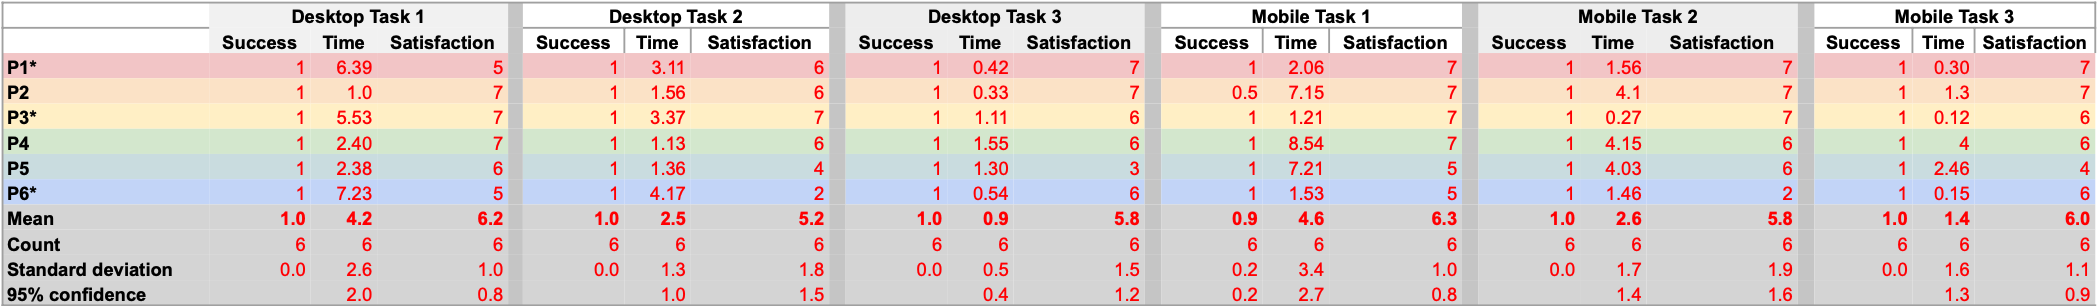 Desktop Task 1 Desktop Task 2 Desktop Task 3 Mobile Task 1 Mobile Task 2 Mobile Task 3
Success Time Satisfaction Success Time Satisfaction Success Time Satisfaction Success Time Satisfaction Success Time Satisfaction Success Time Satisfaction
P1* 1 6.39 5 1 3.11 6 1 0.42 7 1 2.06 7 1 1.56 7 1 0.30 7
P2 1 1.0 7 1 1.56 6 1 0.33 7 0.5 7.15 7 1 4.1 7 1 1.3 7
P3* 1 5.53 7 1 3.37 7 1 1.11 6 1 1.21 7 1 0.27 7 1 0.12 6
P4 1 2.40 7 1 1.13 6 1 1.55 6 1 8.54 7 1 4.15 6 1 4 6
P5 1 2.38 6 1 1.36 4 1 1.30 3 1 7.21 5 1 4.03 6 1 2.46 4
P6* 1 7.23 5 1 4.17 2 1 0.54 6 1 1.53 5 1 1.46 2 1 0.15 6
Mean 1.0 4.2 6.2 1.0 2.5 5.2 1.0 0.9 5.8 0.9 4.6 6.3 1.0 2.6 5.8 1.0 1.4 6.0
Count 6 6 6 6 6 6 6 6 6 6 6 6 6 6 6 6 6 6
Standard deviation 0.0 2.6 1.0 0.0 1.3 1.8 0.0 0.5 1.5 0.2 3.4 1.0 0.0 1.7 1.9 0.0 1.6 1.1
95% confidence 2.0 0.8 1.0 1.5 0.4 1.2 0.2 2.7 0.8 1.4 1.6 1.3 0.9